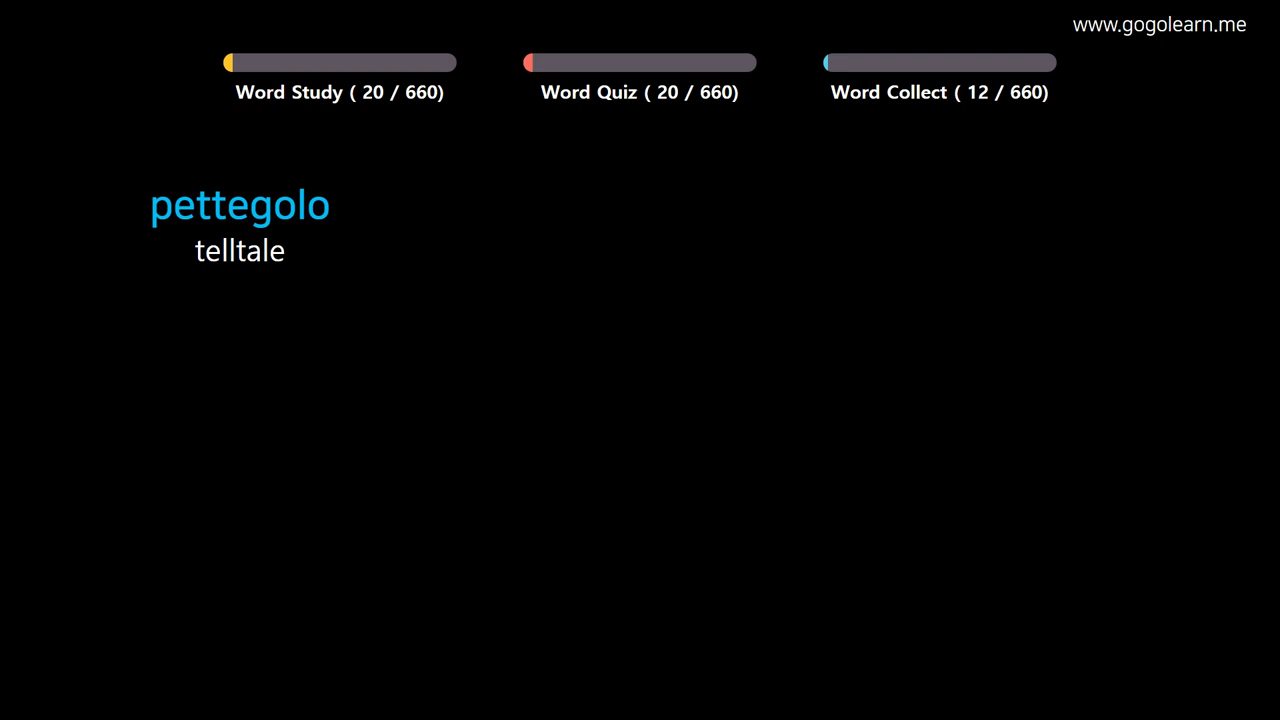 www.gogolearn.me
Word Study ( 20 / 660)
Word Quiz ( 20 / 660)
Word Collect ( 12 / 660)
pettegolo
telltale